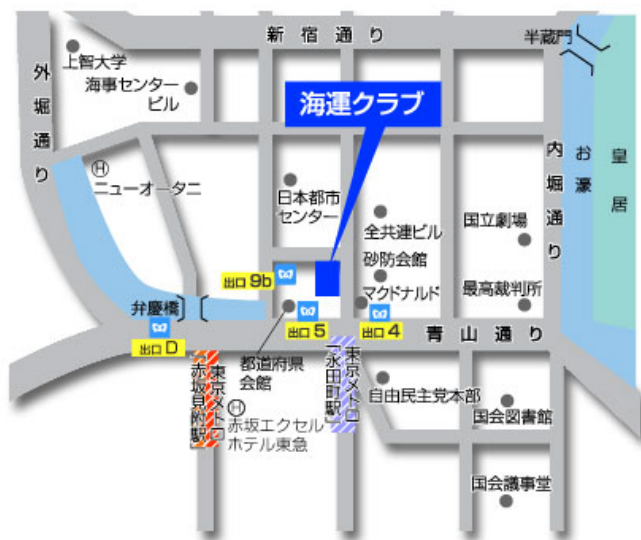 新宿通り
半蔵門
上智大学
外堀通り
海事センター
ビル
海運クラブ
内堀通り
お濠
皇居
H
ニューオータニ
日本都市
センター
全共連ビル
国立劇場
砂防会館
出口 9b
マクドナルド
最高裁判所
弁慶橋
出口 D
出口 5
出口 4
青山通り
都道府県
会館
東京メトロ
「赤坂見附駅」
東京メトロ
「永田町駅」
H
赤坂エクセル
ホテル東急
自由民主党本部
国会図書館
国会議事堂